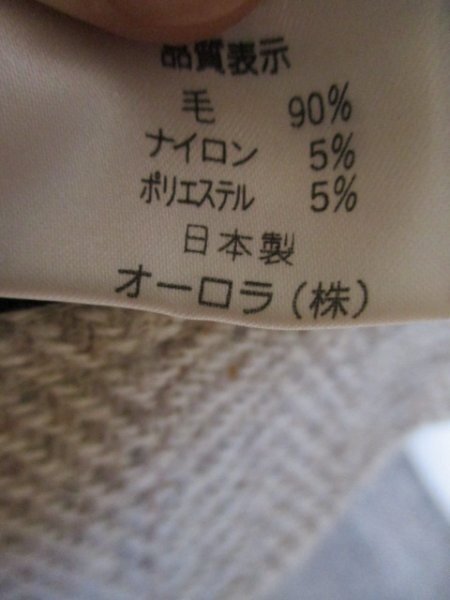 品質表示
毛 90%
ナイロン 5%
ポリエステル 5%
日本製
オーロラ(株)